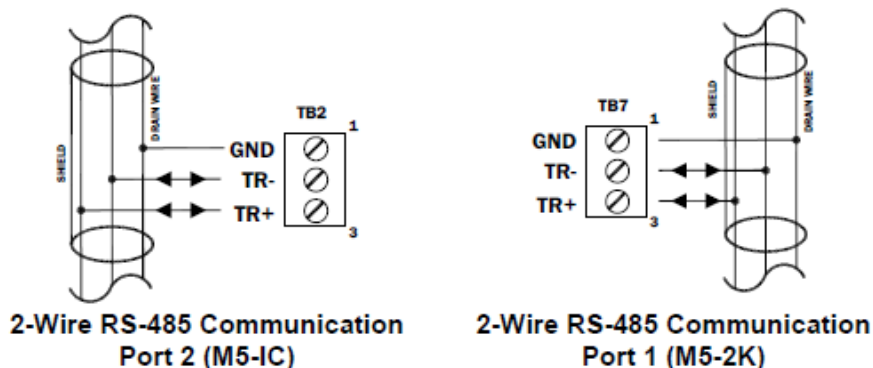 SHIELD
DRAIN WIRE
TB2
1
GND
TR-
TR+
3
2-Wire RS-485 Communication
Port 2 (M5-IC)
TB7
1
GND
TR-
TR+
3
SHIELD
DRAIN WIRE
2-Wire RS-485 Communication
Port 1 (M5-2K)